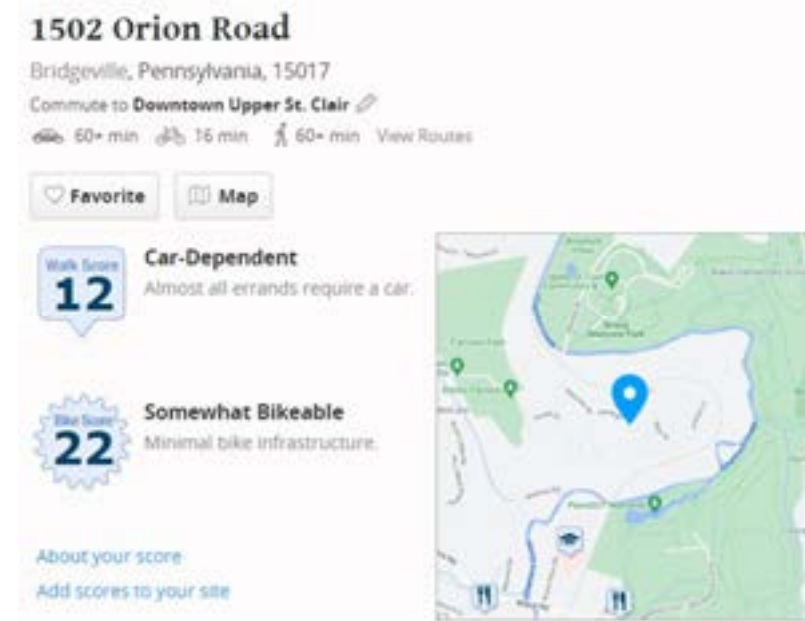 1502 Orion Road
Bridgeville, Pennsylvania, 15017
Commute to Downtown Upper St. Clair
60+ min 16 min 60+ min View Routes
Favorite Map
Walk Score
12
Car-Dependent
Almost all errands require a car.
Bike Score
22
Somewhat Bikeable
Minimal bike infrastructure.
About your score
Add scores to your site